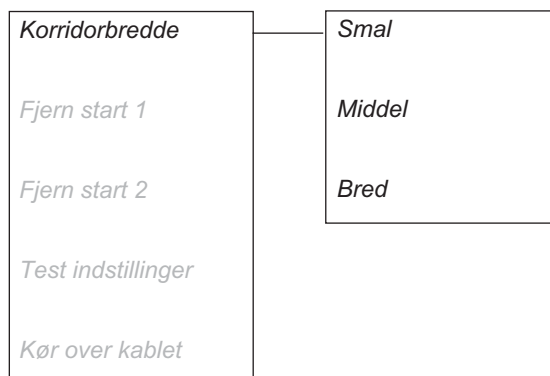 Korridorbredde
Fjern start 1
Fjern start 2
Test indstillinger
Kør over kablet
Smal
Middel
Bred